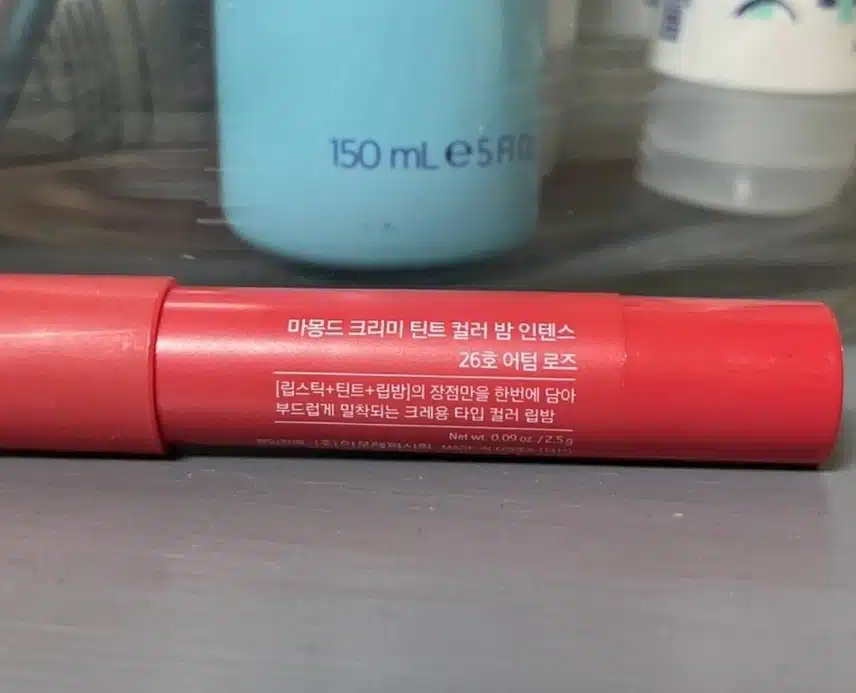 150 mL e 5 Fl Oz
마몽드 크리미 틴트 컬러 밤 인텐스
26호 어텀 로즈
[립스틱+틴트+립밤]의 장점만을 한번에 담아
부드럽게 밀착되는 크레용 타입 컬러 립밤
Net wt. 0.09 oz. / 2.5 g